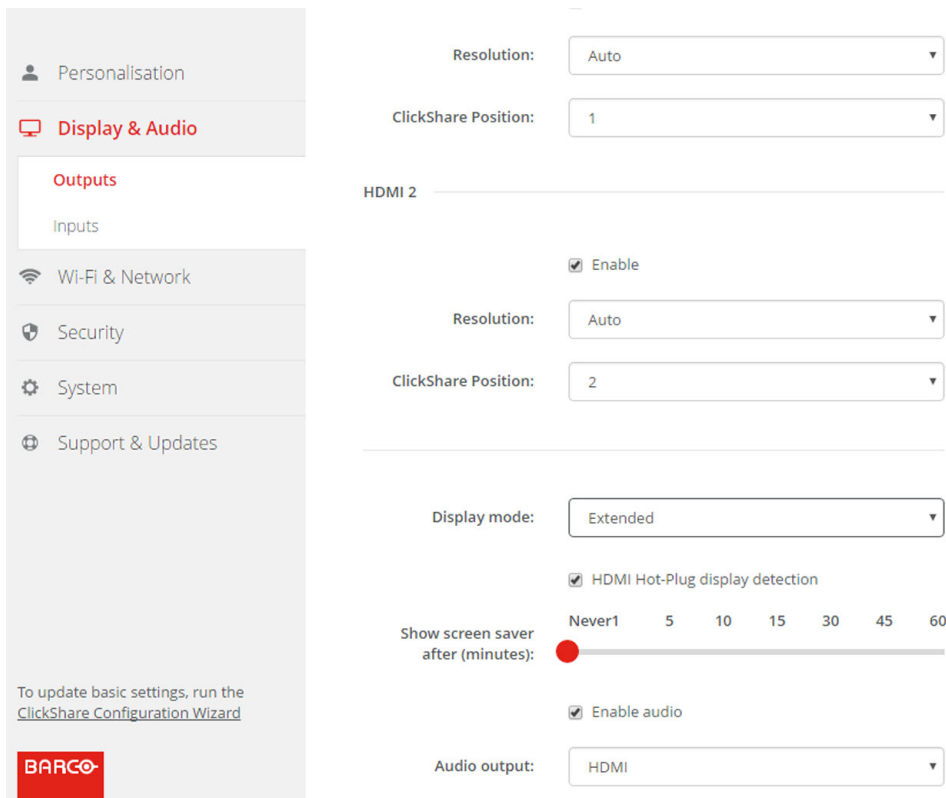 Personalisation
Display & Audio
Outputs
Inputs
Wi-Fi & Network
Security
System
Support & Updates
To update basic settings, run the
ClickShare Configuration Wizard
BARCO
Resolution: Auto
ClickShare Position: 1
HDMI 2
Enable
Resolution: Auto
ClickShare Position: 2
Display mode: Extended
HDMI Hot-Plug display detection
Never1 5 10 15 30 45 60
Show screen saver
after (minutes):
Enable audio
Audio output: HDMI